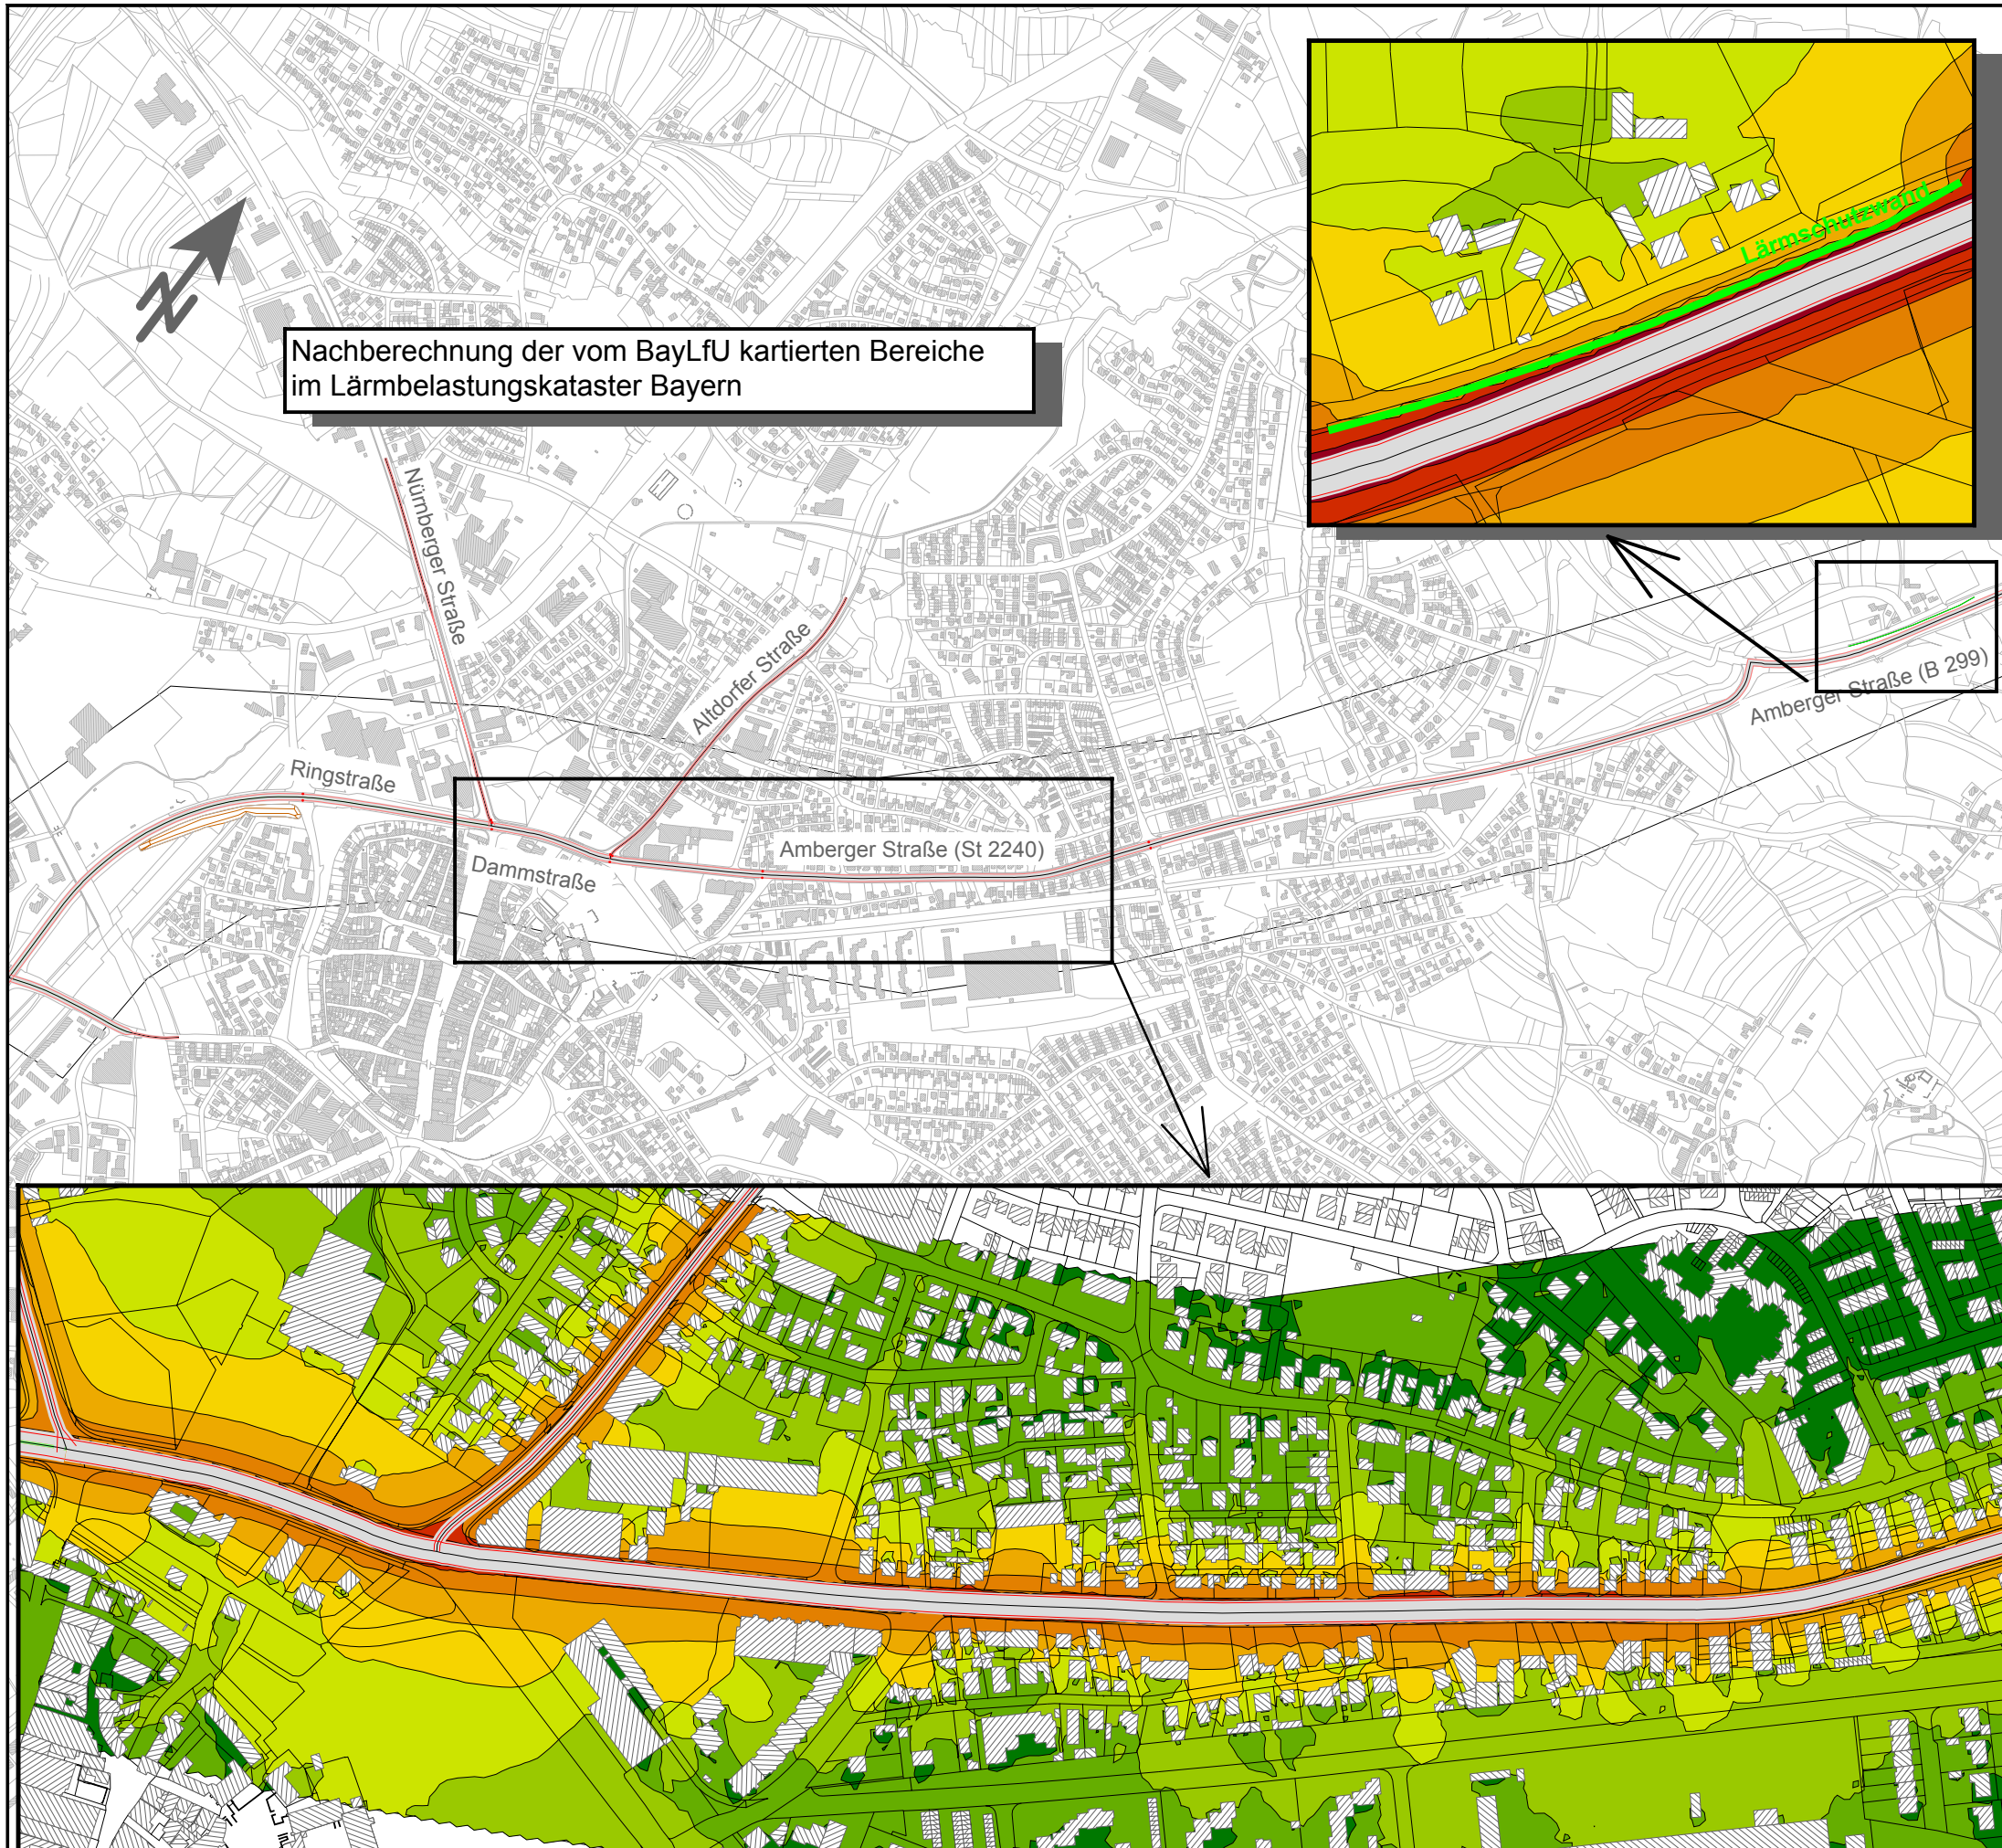 Lärmschutzwand
Nachberechnung der vom BayLfU kartierten Bereiche
im Lärmbelastungskataster Bayern
Nürnberger Straße
Altdorfer Straße
Amberger Straße (B 299)
Ringstraße
Amberger Straße (St 2240)
Dammstraße